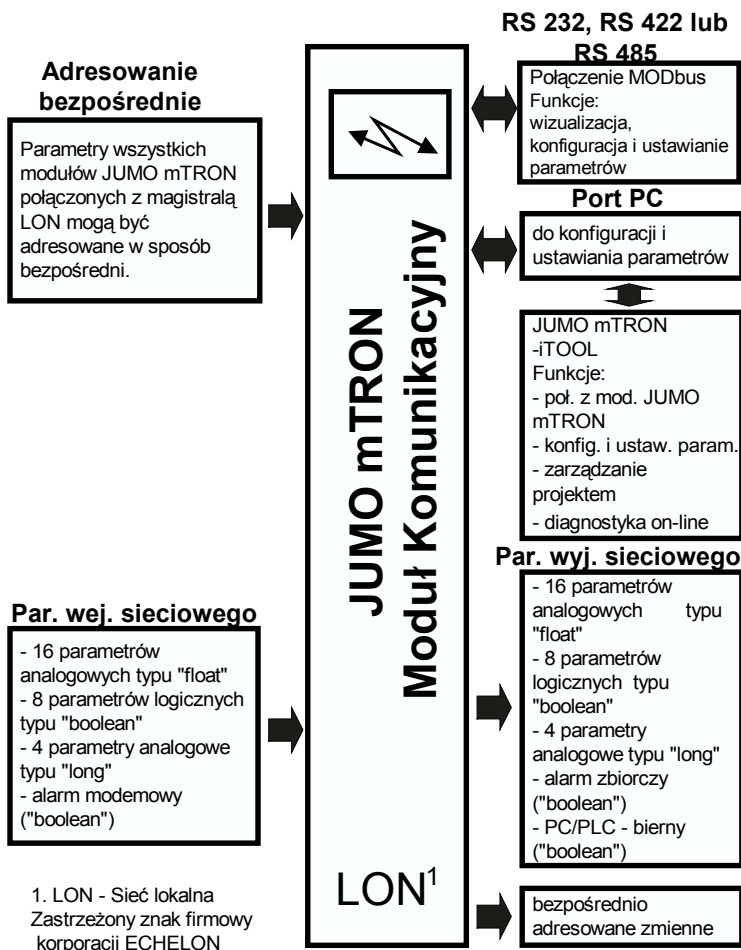 Adresowanie
bezpośrednie
Parametry wszystkich
modułów JUMO mTRON
połączonych z magistralą
LON mogą być
adresowane w sposób
bezpośredni.
Par. wej. sieciowego
- 16 parametrów
analogowych typu "float"
- 8 parametrów logicznych
typu "boolean"
- 4 parametry analogowe
typu "long"
- alarm modemowy
("boolean")
1. LON - Sieć lokalna
Zastrzeżony znak firmowy
korporacji ECHELON
JUMO mTRON
Moduł Komunikacyjny
LON¹
RS 232, RS 422 lub
RS 485
Połączenie MODbus
Funkcje:
wizualizacja,
konfiguracja i ustawianie
parametrów
Port PC
do konfiguracji i
ustawiania parametrów
JUMO mTRON
-iTOOL
Funkcje:
- poł. z mod. JUMO
mTRON
- konfig. i ustaw. param.
- zarządzanie
projektem
- diagnostyka on-line
Par. wyj. sieciowego
- 16 parametrów
analogowych typu
"float"
- 8 parametrów
logicznych typu
"boolean"
- 4 parametry
analogowe typu "long"
- alarm zbiorczy
("boolean")
- PC/PLC - bierny
("boolean")
bezpośrednio
adresowane zmienne